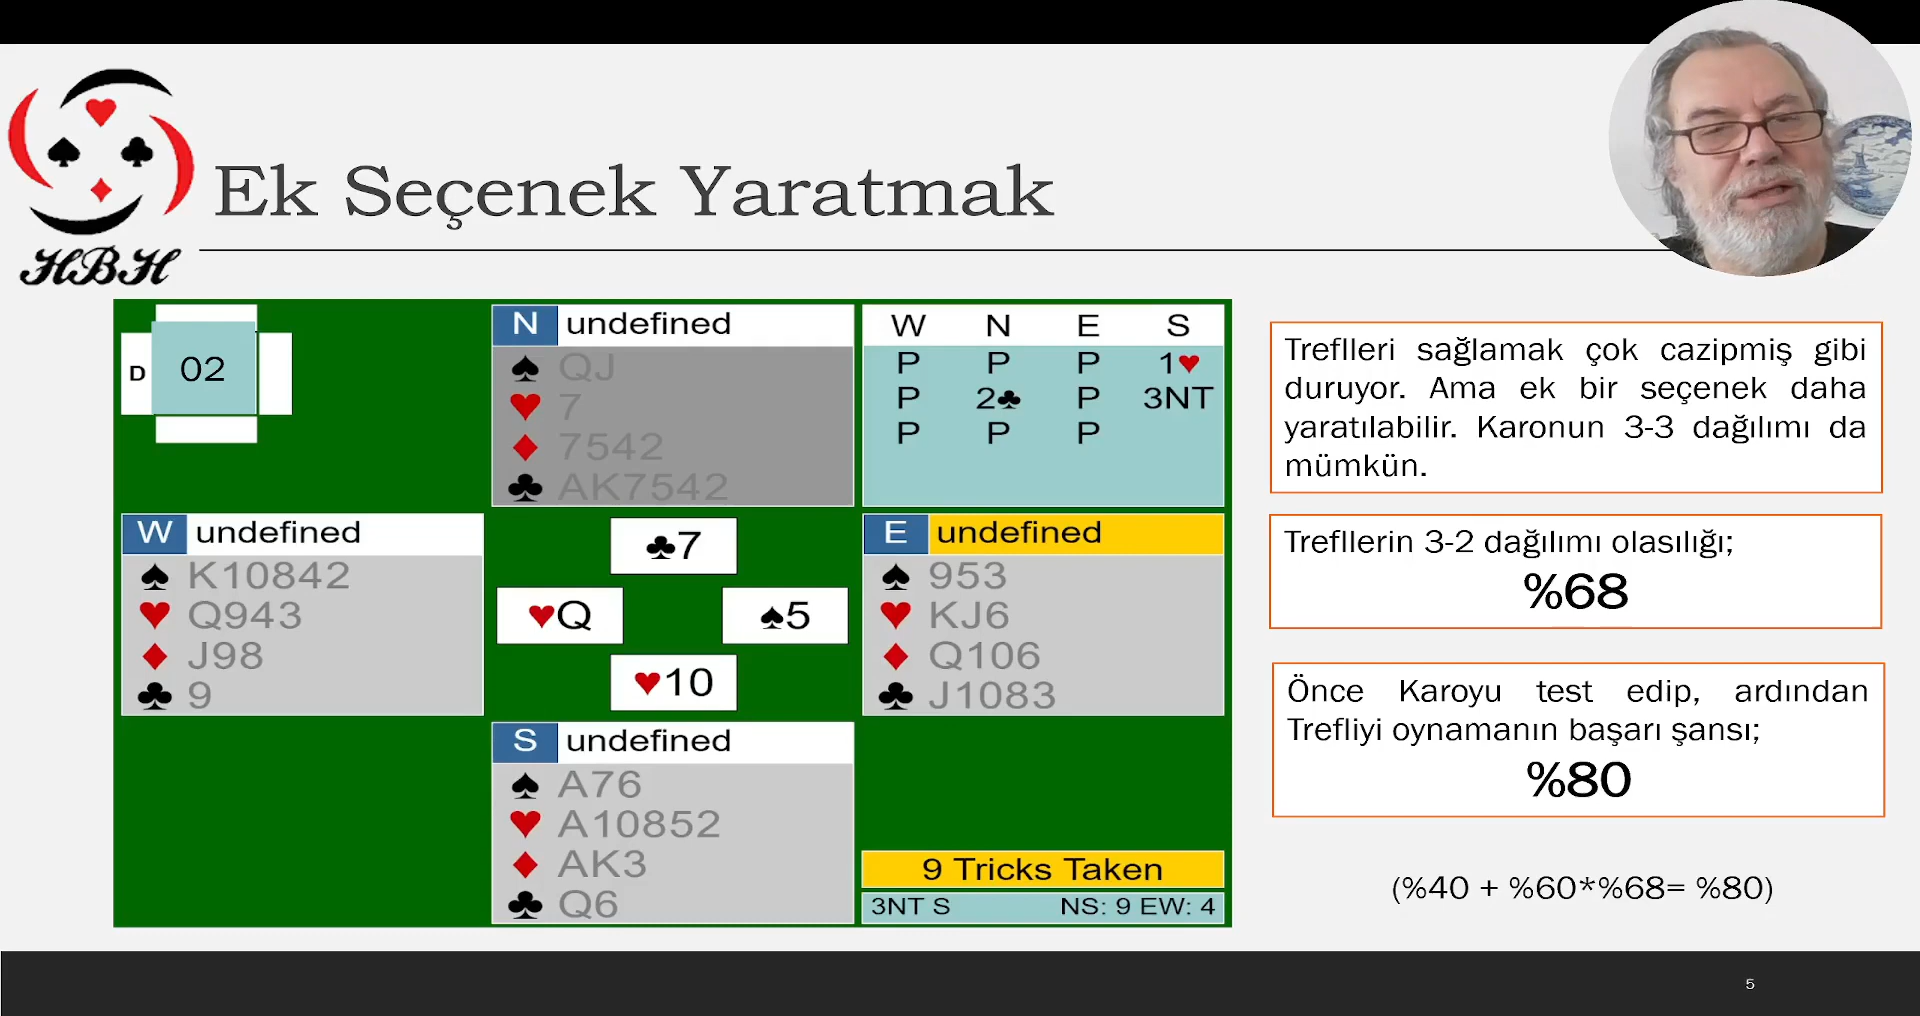 HBH
Ek Seçenek Yaratmak
D
02
N undefined
♠ QJ
♥ 7
♦ 7542
♣ AK7542
W N E S
P P P 1♥
P 2♣ P 3NT
P P P
W undefined
♠ K10842
♥ Q943
♦ J98
♣ 9
♣7
♥Q
♠5
♥10
E undefined
♠ 953
♥ KJ6
♦ Q106
♣ J1083
S undefined
♠ A76
♥ A10852
♦ AK3
♣ Q6
9 Tricks Taken
3NT S NS: 9 EW: 4
Treflleri sağlamak çok cazipmiş gibi
duruyor. Ama ek bir seçenek daha
yaratılabilir. Karonun 3-3 dağılımı da
mümkün.
Trefllerin 3-2 dağılımı olasılığı;
%68
Önce Karoyu test edip, ardından
Trefliyi oynamanın başarı şansı;
%80
(%40 + %60*%68= %80)
5